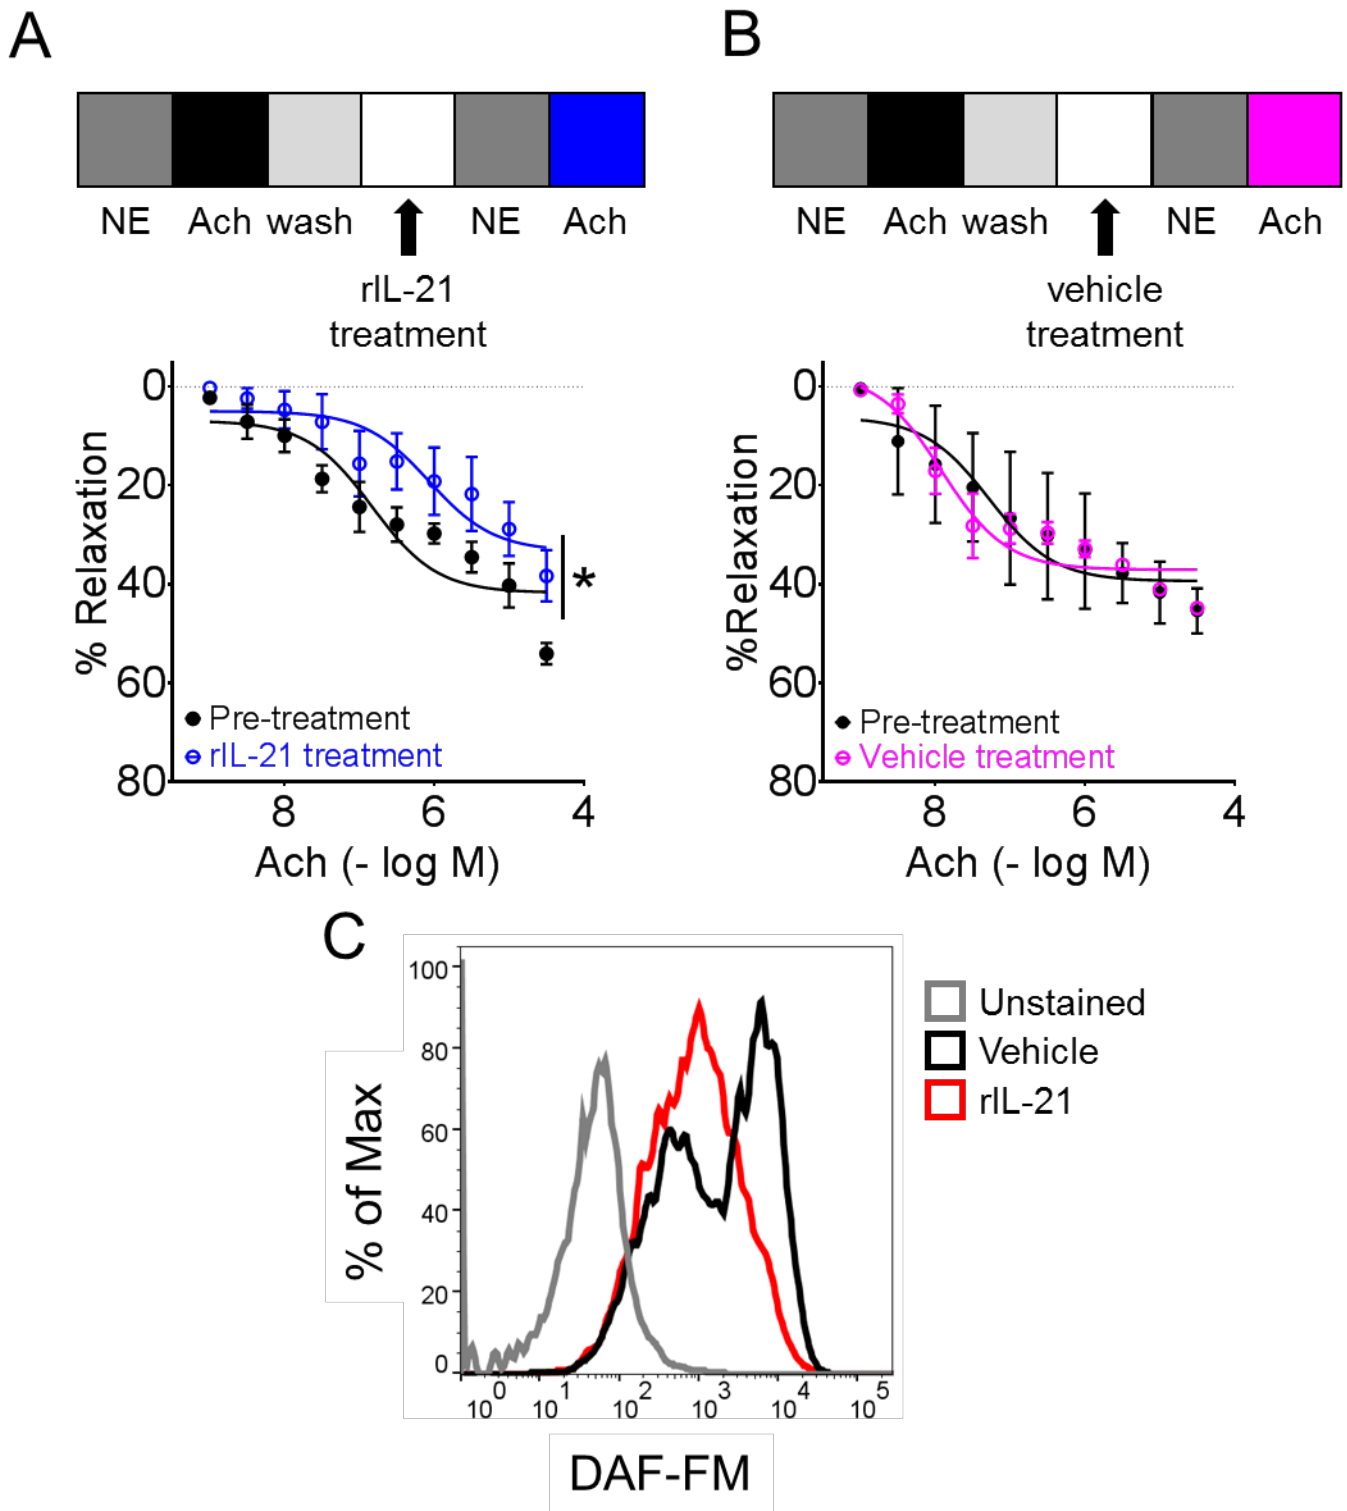 A
B
NE Ach wash NE Ach
NE Ach wash NE Ach
rIL-21
treatment
vehicle
treatment
0
20
40
60
80
% Relaxation
*
Pre-treatment
rIL-21 treatment
8 6 4
Ach (- log M)
0
20
40
60
80
%Relaxation
Pre-treatment
Vehicle treatment
8 6 4
Ach (- log M)
C
100
80
60
40
20
0
% of Max
10^0 10^1 10^2 10^3 10^4 10^5
DAF-FM
Unstained
Vehicle
rIL-21